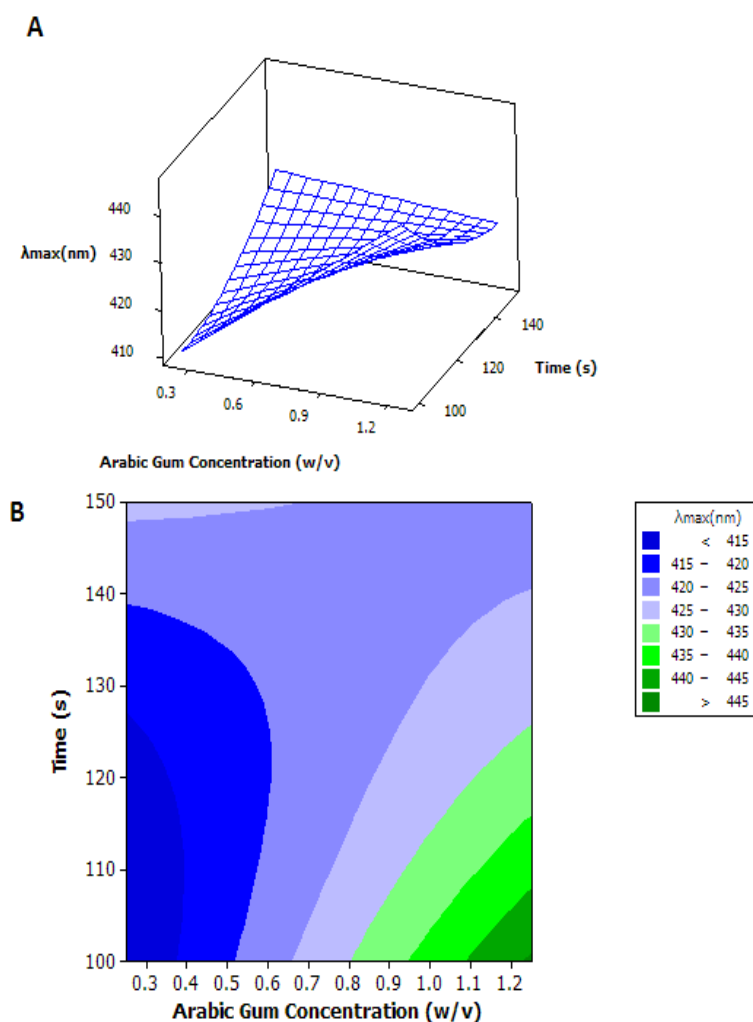 A
440
430
λmax(nm)
420
410
0.3
0.6
0.9
1.2
100
120
140
Time (s)
Arabic Gum Concentration (w/v)
B
150
140
130
120
110
100
Time (s)
0.3 0.4 0.5 0.6 0.7 0.8 0.9 1.0 1.1 1.2
Arabic Gum Concentration (w/v)
λmax(nm)
< 415
415 – 420
420 – 425
425 – 430
430 – 435
435 – 440
440 – 445
> 445